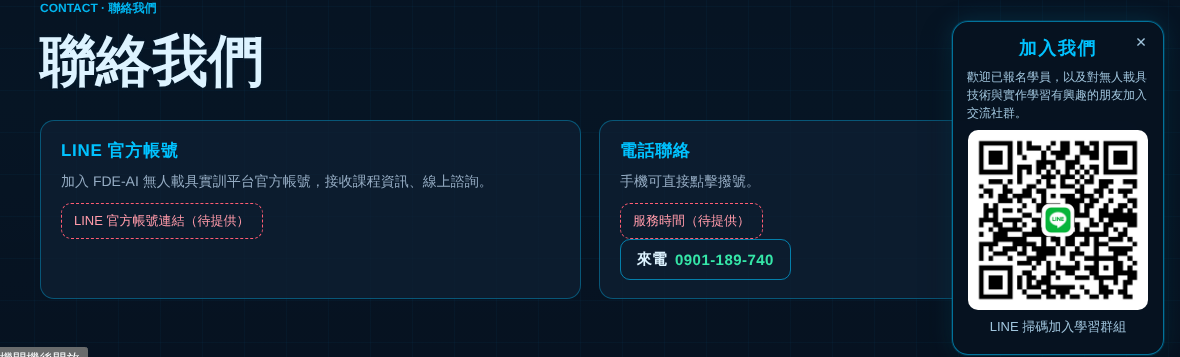 CONTACT · 聯絡我們
聯絡我們
LINE 官方帳號
加入 FDE-AI 無人載具實訓平台官方帳號，接收課程資訊、線上諮詢。
LINE 官方帳號連結（待提供）
電話聯絡
手機可直接點擊撥號。
服務時間（待提供）
來電 0901-189-740
加入我們
×
歡迎已報名學員，以及對無人載具
技術與實作學習有興趣的朋友加入
交流社群。
LINE
LINE 掃碼加入學習群組